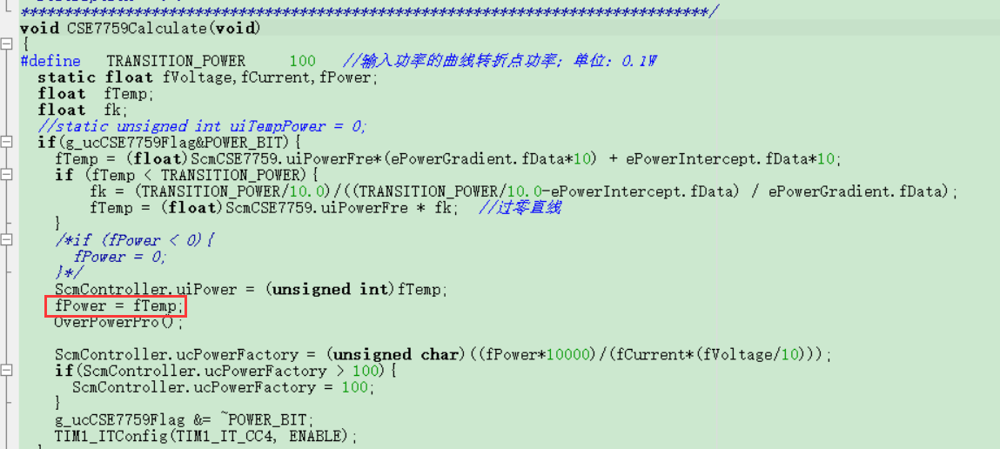 *******************************************************************************/
void CSE7759Calculate(void)
{
#define   TRANSITION_POWER     100   //输入功率的曲线转折点功率; 单位: 0.1W
static float fVoltage,fCurrent,fPower;
float  fTemp;
float  fk;
//static unsigned int uiTempPower = 0;
if(g_ucCSE7759Flag&POWER_BIT){
fTemp = (float)ScmCSE7759.uiPowerFre*(ePowerGradient.fData*10) + ePowerIntercept.fData*10;
if (fTemp < TRANSITION_POWER){
fk = (TRANSITION_POWER/10.0)/((TRANSITION_POWER/10.0-ePowerIntercept.fData) / ePowerGradient.fData);
fTemp = (float)ScmCSE7759.uiPowerFre * fk;  //过零直线
}
/*if (fPower < 0){
fPower = 0;
}*/
ScmController.uiPower = (unsigned int)fTemp;
fPower = fTemp;
OverPowerPro();
ScmController.ucPowerFactory = (unsigned char)((fPower*10000)/(fCurrent*(fVoltage/10)));
if(ScmController.ucPowerFactory > 100){
ScmController.ucPowerFactory = 100;
}
g_ucCSE7759Flag &= ~POWER_BIT;
TIM1_ITConfig(TIM1_IT_CC4, ENABLE);